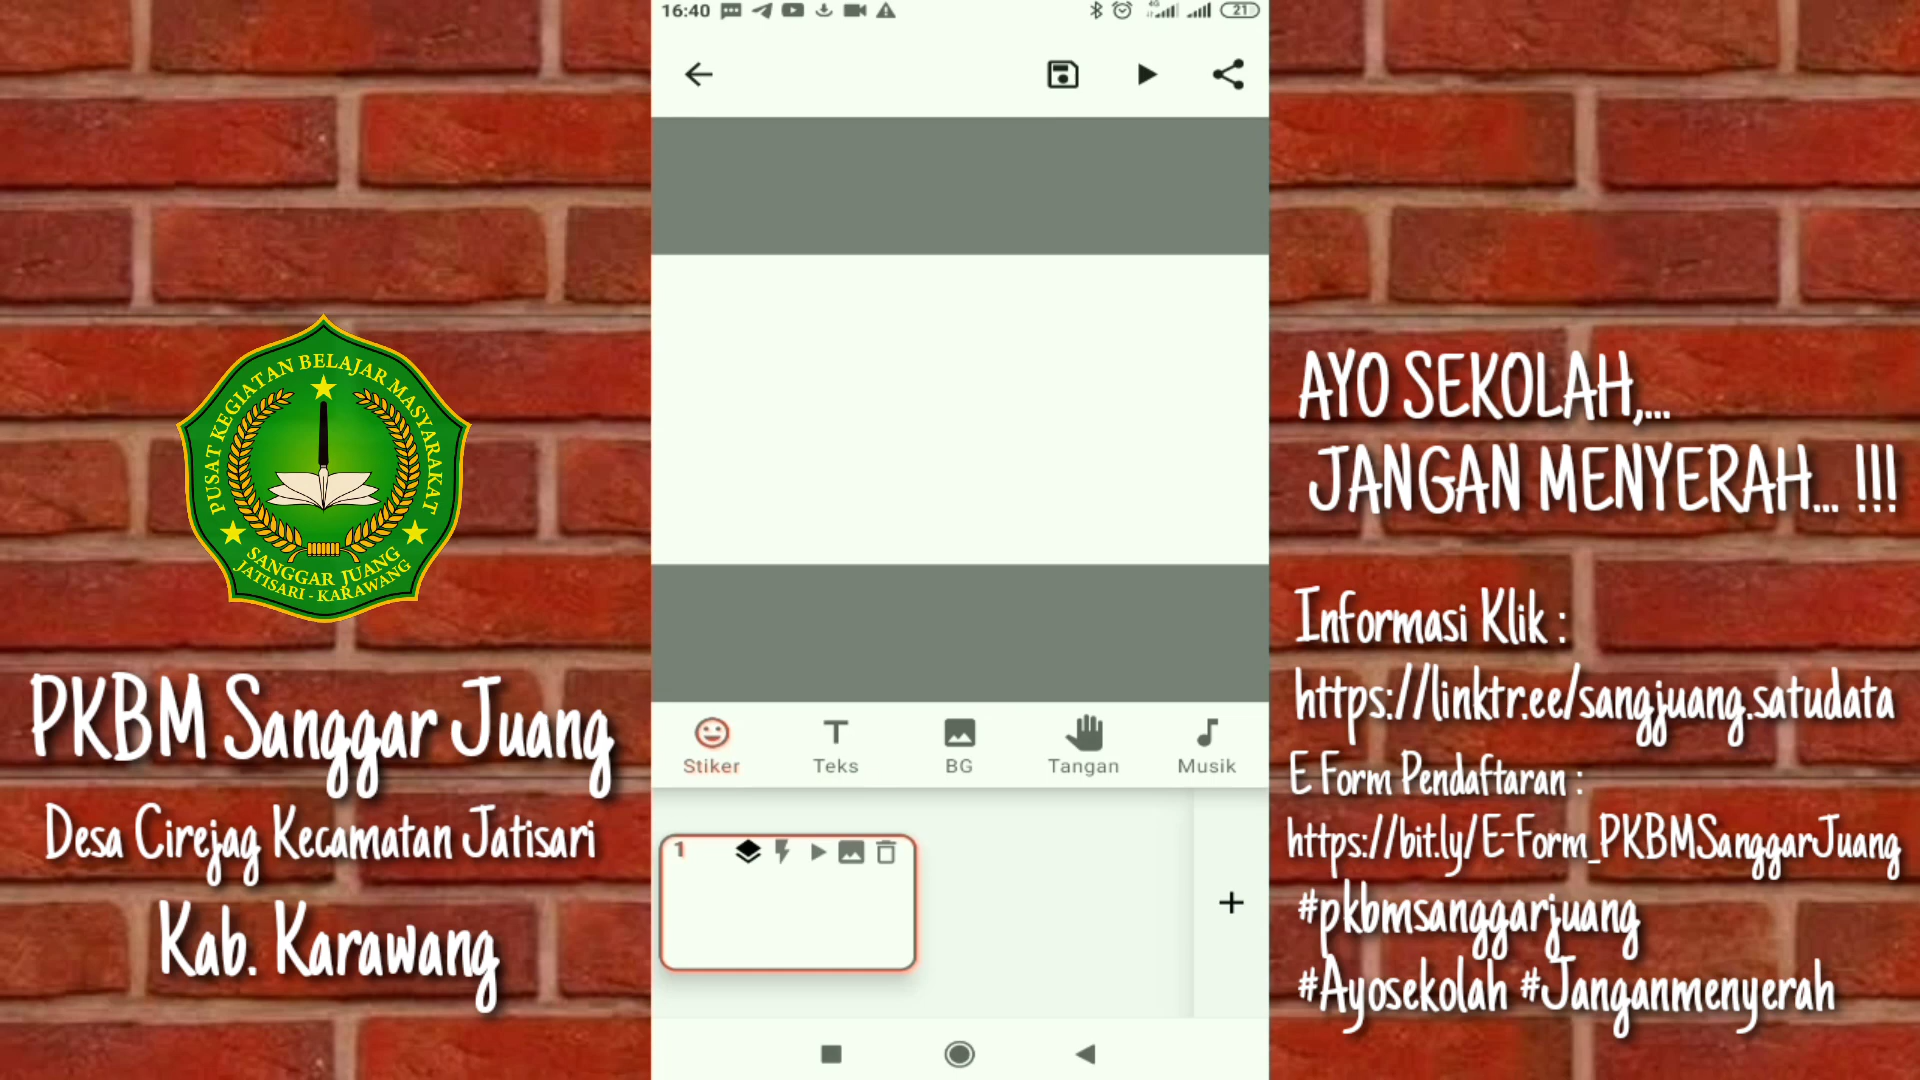 PUSAT KEGIATAN BELAJAR MASYARAKAT
SANGGAR JUANG
JATISARI - KARAWANG
PKBM Sanggar Juang
Desa Cirejag Kecamatan Jatisari
Kab. Karawang
16:40
4G
21
Stiker
Teks
BG
Tangan
Musik
1
AYO SEKOLAH,...
JANGAN MENYERAH... !!!
Informasi Klik :
https://linktr.ee/sangjuang.satudata
E Form Pendaftaran :
https://bit.ly/E-Form_PKBMSanggarJuang
#pkbmsanggarjuang
#Ayosekolah #Janganmenyerah